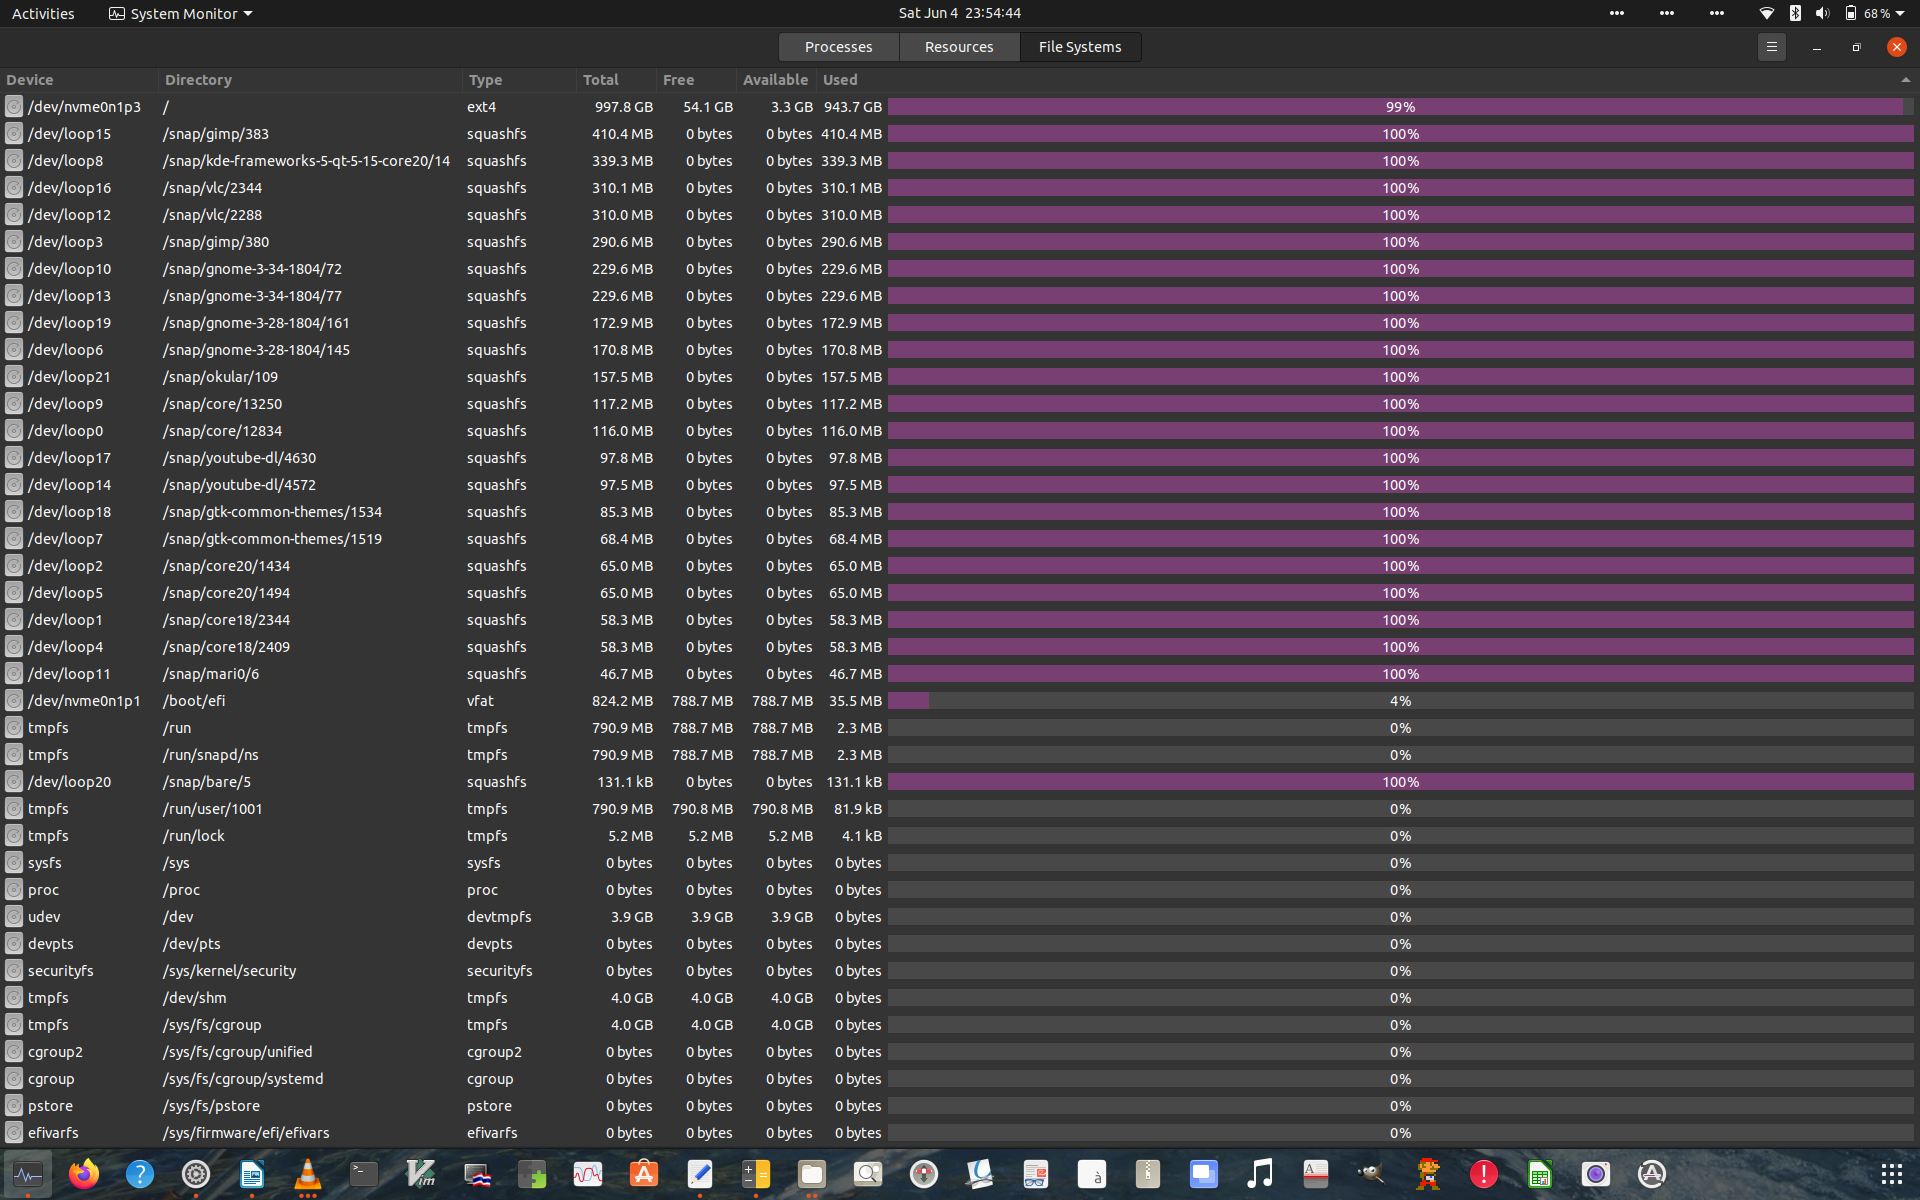 Activities System Monitor Sat Jun 4 23:54:44 68 %
Processes Resources File Systems
Device Directory Type Total Free Available Used
/dev/nvme0n1p3 / ext4 997.8 GB 54.1 GB 3.3 GB 943.7 GB 99%
/dev/loop15 /snap/gimp/383 squashfs 410.4 MB 0 bytes 0 bytes 410.4 MB 100%
/dev/loop8 /snap/kde-frameworks-5-qt-5-15-core20/14 squashfs 339.3 MB 0 bytes 0 bytes 339.3 MB 100%
/dev/loop16 /snap/vlc/2344 squashfs 310.1 MB 0 bytes 0 bytes 310.1 MB 100%
/dev/loop12 /snap/vlc/2288 squashfs 310.0 MB 0 bytes 0 bytes 310.0 MB 100%
/dev/loop3 /snap/gimp/380 squashfs 290.6 MB 0 bytes 0 bytes 290.6 MB 100%
/dev/loop10 /snap/gnome-3-34-1804/72 squashfs 229.6 MB 0 bytes 0 bytes 229.6 MB 100%
/dev/loop13 /snap/gnome-3-34-1804/77 squashfs 229.6 MB 0 bytes 0 bytes 229.6 MB 100%
/dev/loop19 /snap/gnome-3-28-1804/161 squashfs 172.9 MB 0 bytes 0 bytes 172.9 MB 100%
/dev/loop6 /snap/gnome-3-28-1804/145 squashfs 170.8 MB 0 bytes 0 bytes 170.8 MB 100%
/dev/loop21 /snap/okular/109 squashfs 157.5 MB 0 bytes 0 bytes 157.5 MB 100%
/dev/loop9 /snap/core/13250 squashfs 117.2 MB 0 bytes 0 bytes 117.2 MB 100%
/dev/loop0 /snap/core/12834 squashfs 116.0 MB 0 bytes 0 bytes 116.0 MB 100%
/dev/loop17 /snap/youtube-dl/4630 squashfs 97.8 MB 0 bytes 0 bytes 97.8 MB 100%
/dev/loop14 /snap/youtube-dl/4572 squashfs 97.5 MB 0 bytes 0 bytes 97.5 MB 100%
/dev/loop18 /snap/gtk-common-themes/1534 squashfs 85.3 MB 0 bytes 0 bytes 85.3 MB 100%
/dev/loop7 /snap/gtk-common-themes/1519 squashfs 68.4 MB 0 bytes 0 bytes 68.4 MB 100%
/dev/loop2 /snap/core20/1434 squashfs 65.0 MB 0 bytes 0 bytes 65.0 MB 100%
/dev/loop5 /snap/core20/1494 squashfs 65.0 MB 0 bytes 0 bytes 65.0 MB 100%
/dev/loop1 /snap/core18/2344 squashfs 58.3 MB 0 bytes 0 bytes 58.3 MB 100%
/dev/loop4 /snap/core18/2409 squashfs 58.3 MB 0 bytes 0 bytes 58.3 MB 100%
/dev/loop11 /snap/mari0/6 squashfs 46.7 MB 0 bytes 0 bytes 46.7 MB 100%
/dev/nvme0n1p1 /boot/efi vfat 824.2 MB 788.7 MB 788.7 MB 35.5 MB 4%
tmpfs /run tmpfs 790.9 MB 788.7 MB 788.7 MB 2.3 MB 0%
tmpfs /run/snapd/ns tmpfs 790.9 MB 788.7 MB 788.7 MB 2.3 MB 0%
/dev/loop20 /snap/bare/5 squashfs 131.1 kB 0 bytes 0 bytes 131.1 kB 100%
tmpfs /run/user/1001 tmpfs 790.9 MB 790.8 MB 790.8 MB 81.9 kB 0%
tmpfs /run/lock tmpfs 5.2 MB 5.2 MB 5.2 MB 4.1 kB 0%
sysfs /sys sysfs 0 bytes 0 bytes 0 bytes 0 bytes 0%
proc /proc proc 0 bytes 0 bytes 0 bytes 0 bytes 0%
udev /dev devtmpfs 3.9 GB 3.9 GB 3.9 GB 0 bytes 0%
devpts /dev/pts devpts 0 bytes 0 bytes 0 bytes 0 bytes 0%
securityfs /sys/kernel/security securityfs 0 bytes 0 bytes 0 bytes 0 bytes 0%
tmpfs /dev/shm tmpfs 4.0 GB 4.0 GB 4.0 GB 0 bytes 0%
tmpfs /sys/fs/cgroup tmpfs 4.0 GB 4.0 GB 4.0 GB 0 bytes 0%
cgroup2 /sys/fs/cgroup/unified cgroup2 0 bytes 0 bytes 0 bytes 0 bytes 0%
cgroup /sys/fs/cgroup/systemd cgroup 0 bytes 0 bytes 0 bytes 0 bytes 0%
pstore /sys/fs/pstore pstore 0 bytes 0 bytes 0 bytes 0 bytes 0%
efivarfs /sys/firmware/efi/efivars efivarfs 0 bytes 0 bytes 0 bytes 0 bytes 0%